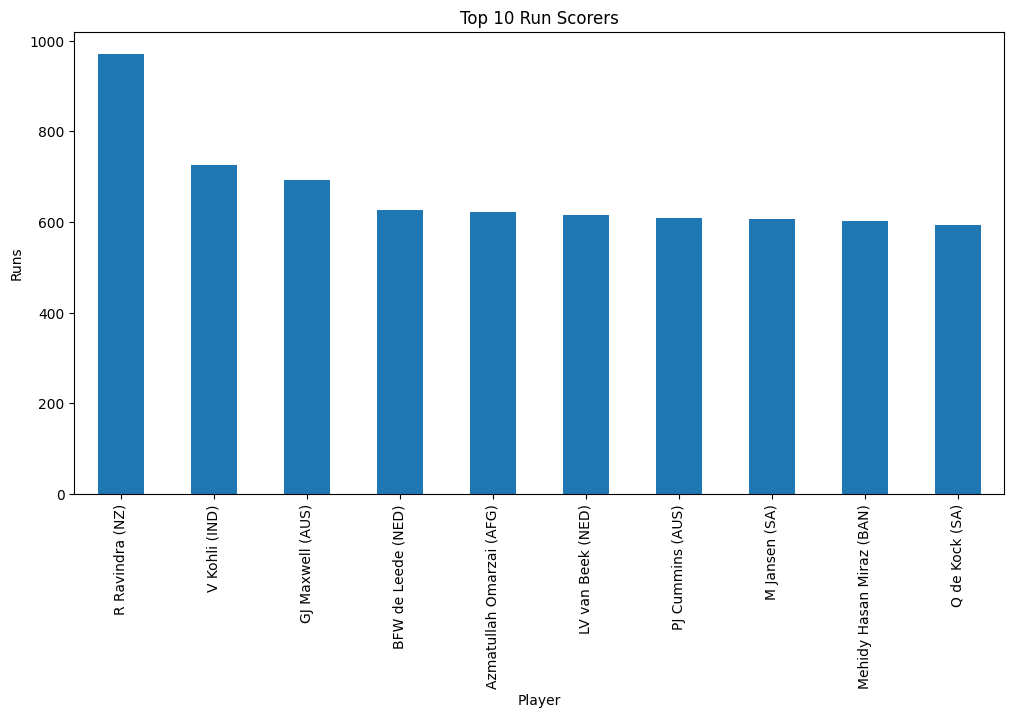 Top 10 Run Scorers
Runs
1000
800
600
400
200
0
R Ravindra (NZ)
V Kohli (IND)
GJ Maxwell (AUS)
BFW de Leede (NED)
Azmatullah Omarzai (AFG)
LV van Beek (NED)
PJ Cummins (AUS)
M Jansen (SA)
Mehidy Hasan Miraz (BAN)
Q de Kock (SA)
Player